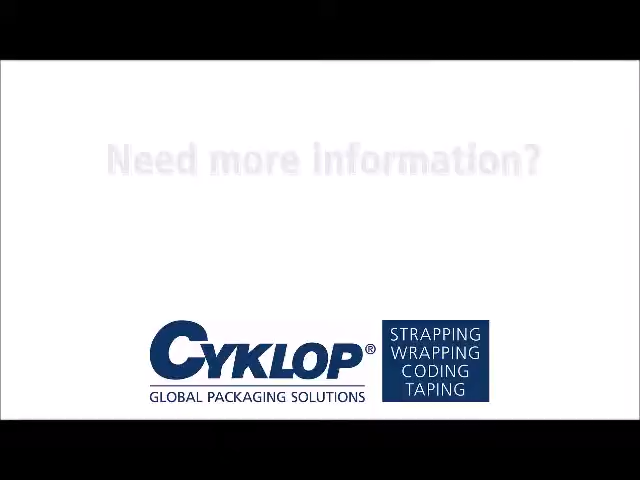 Need more information?
CYKLOP®
GLOBAL PACKAGING SOLUTIONS
STRAPPING
WRAPPING
CODING
TAPING